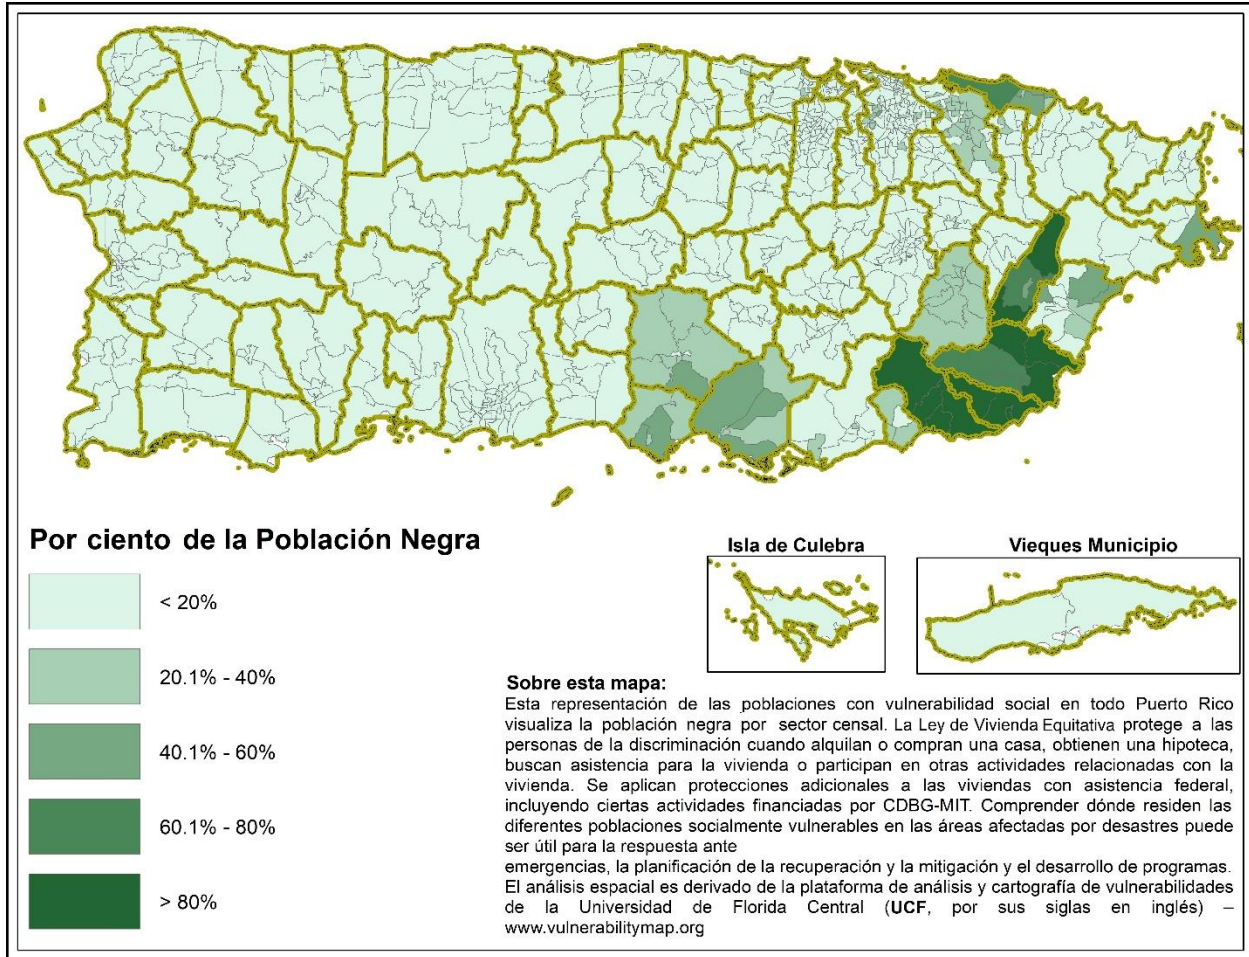 Por ciento de la Población Negra
< 20%
20.1% - 40%
40.1% - 60%
60.1% - 80%
> 80%
Isla de Culebra
Vieques Municipio
Sobre esta mapa:
Esta representación de las poblaciones con vulnerabilidad social en todo Puerto Rico
visualiza la población negra por sector censal. La Ley de Vivienda Equitativa protege a las
personas de la discriminación cuando alquilan o compran una casa, obtienen una hipoteca,
buscan asistencia para la vivienda o participan en otras actividades relacionadas con la
vivienda. Se aplican protecciones adicionales a las viviendas con asistencia federal,
incluyendo ciertas actividades financiadas por CDBG-MIT. Comprender dónde residen las
diferentes poblaciones socialmente vulnerables en las áreas afectadas por desastres puede
ser útil para la respuesta ante
emergencias, la planificación de la recuperación y la mitigación y el desarrollo de programas.
El análisis espacial es derivado de la plataforma de análisis y cartografía de vulnerabilidades
de la Universidad de Florida Central (UCF, por sus siglas en inglés) –
www.vulnerabilitymap.org